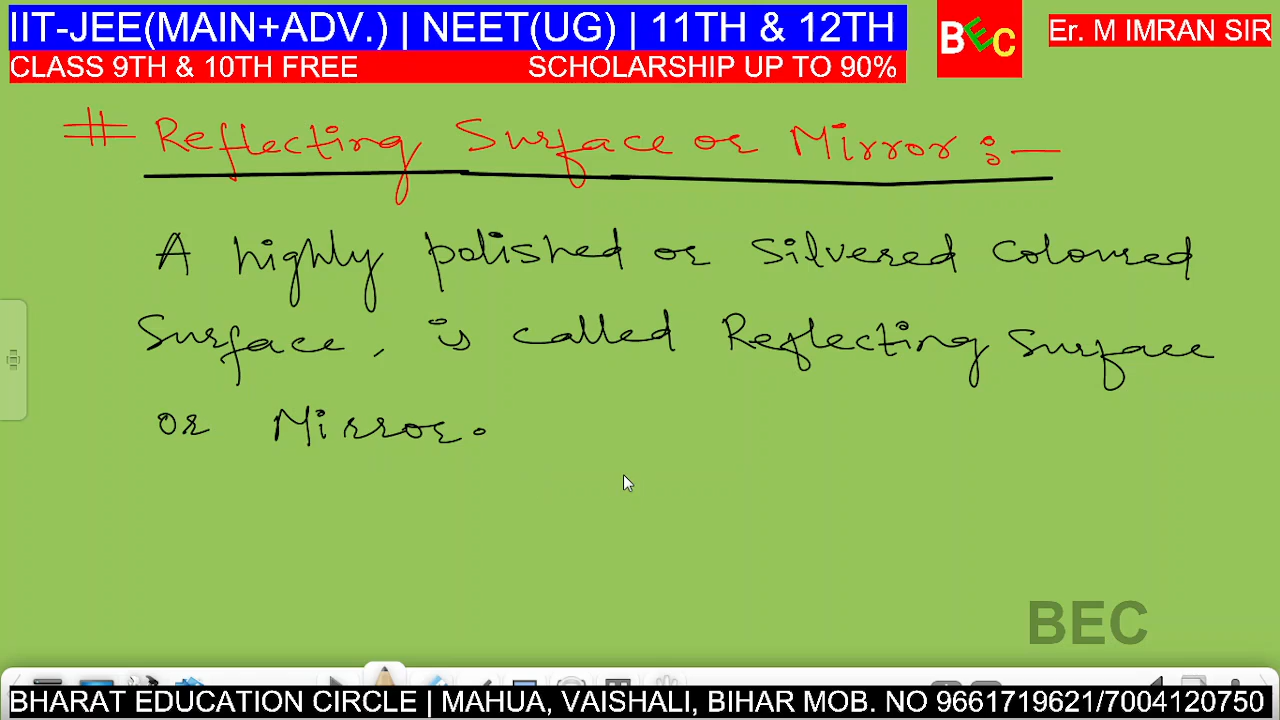 IIT-JEE(MAIN+ADV.) | NEET(UG) | 11TH & 12TH
CLASS 9TH & 10TH FREE SCHOLARSHIP UP TO 90%
BEC
Er. M IMRAN SIR
# Reflecting Surface or Mirror :—
A highly polished or silvered coloured
Surface, is called Reflecting Surface
or Mirror.
BEC
BHARAT EDUCATION CIRCLE | MAHUA, VAISHALI, BIHAR MOB. NO 9661719621/7004120750